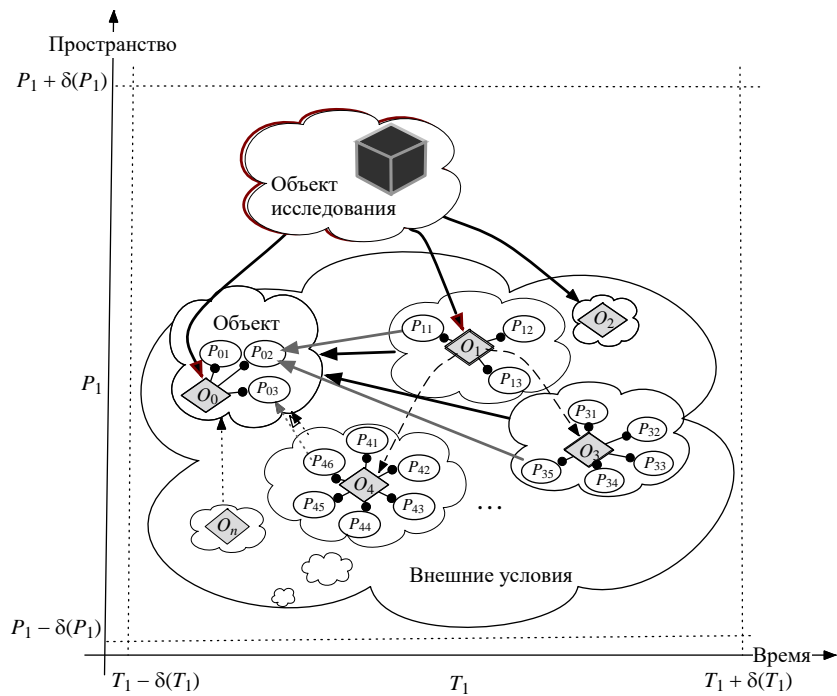 Пространство
P₁ + δ(P₁)
Объект
исследования
Объект
P₀₁
P₀₂
P₀₃
O₀
P₁₁
P₁₂
O₁
P₁₃
O₂
P₁
P₃₁
P₃₂
O₃
P₃₃
P₃₅
P₃₄
P₄₁
P₄₆
P₄₂
O₄
P₄₅
P₄₃
P₄₄
...
Oₙ
Внешние условия
P₁ − δ(P₁)
Время
T₁ − δ(T₁)
T₁
T₁ + δ(T₁)